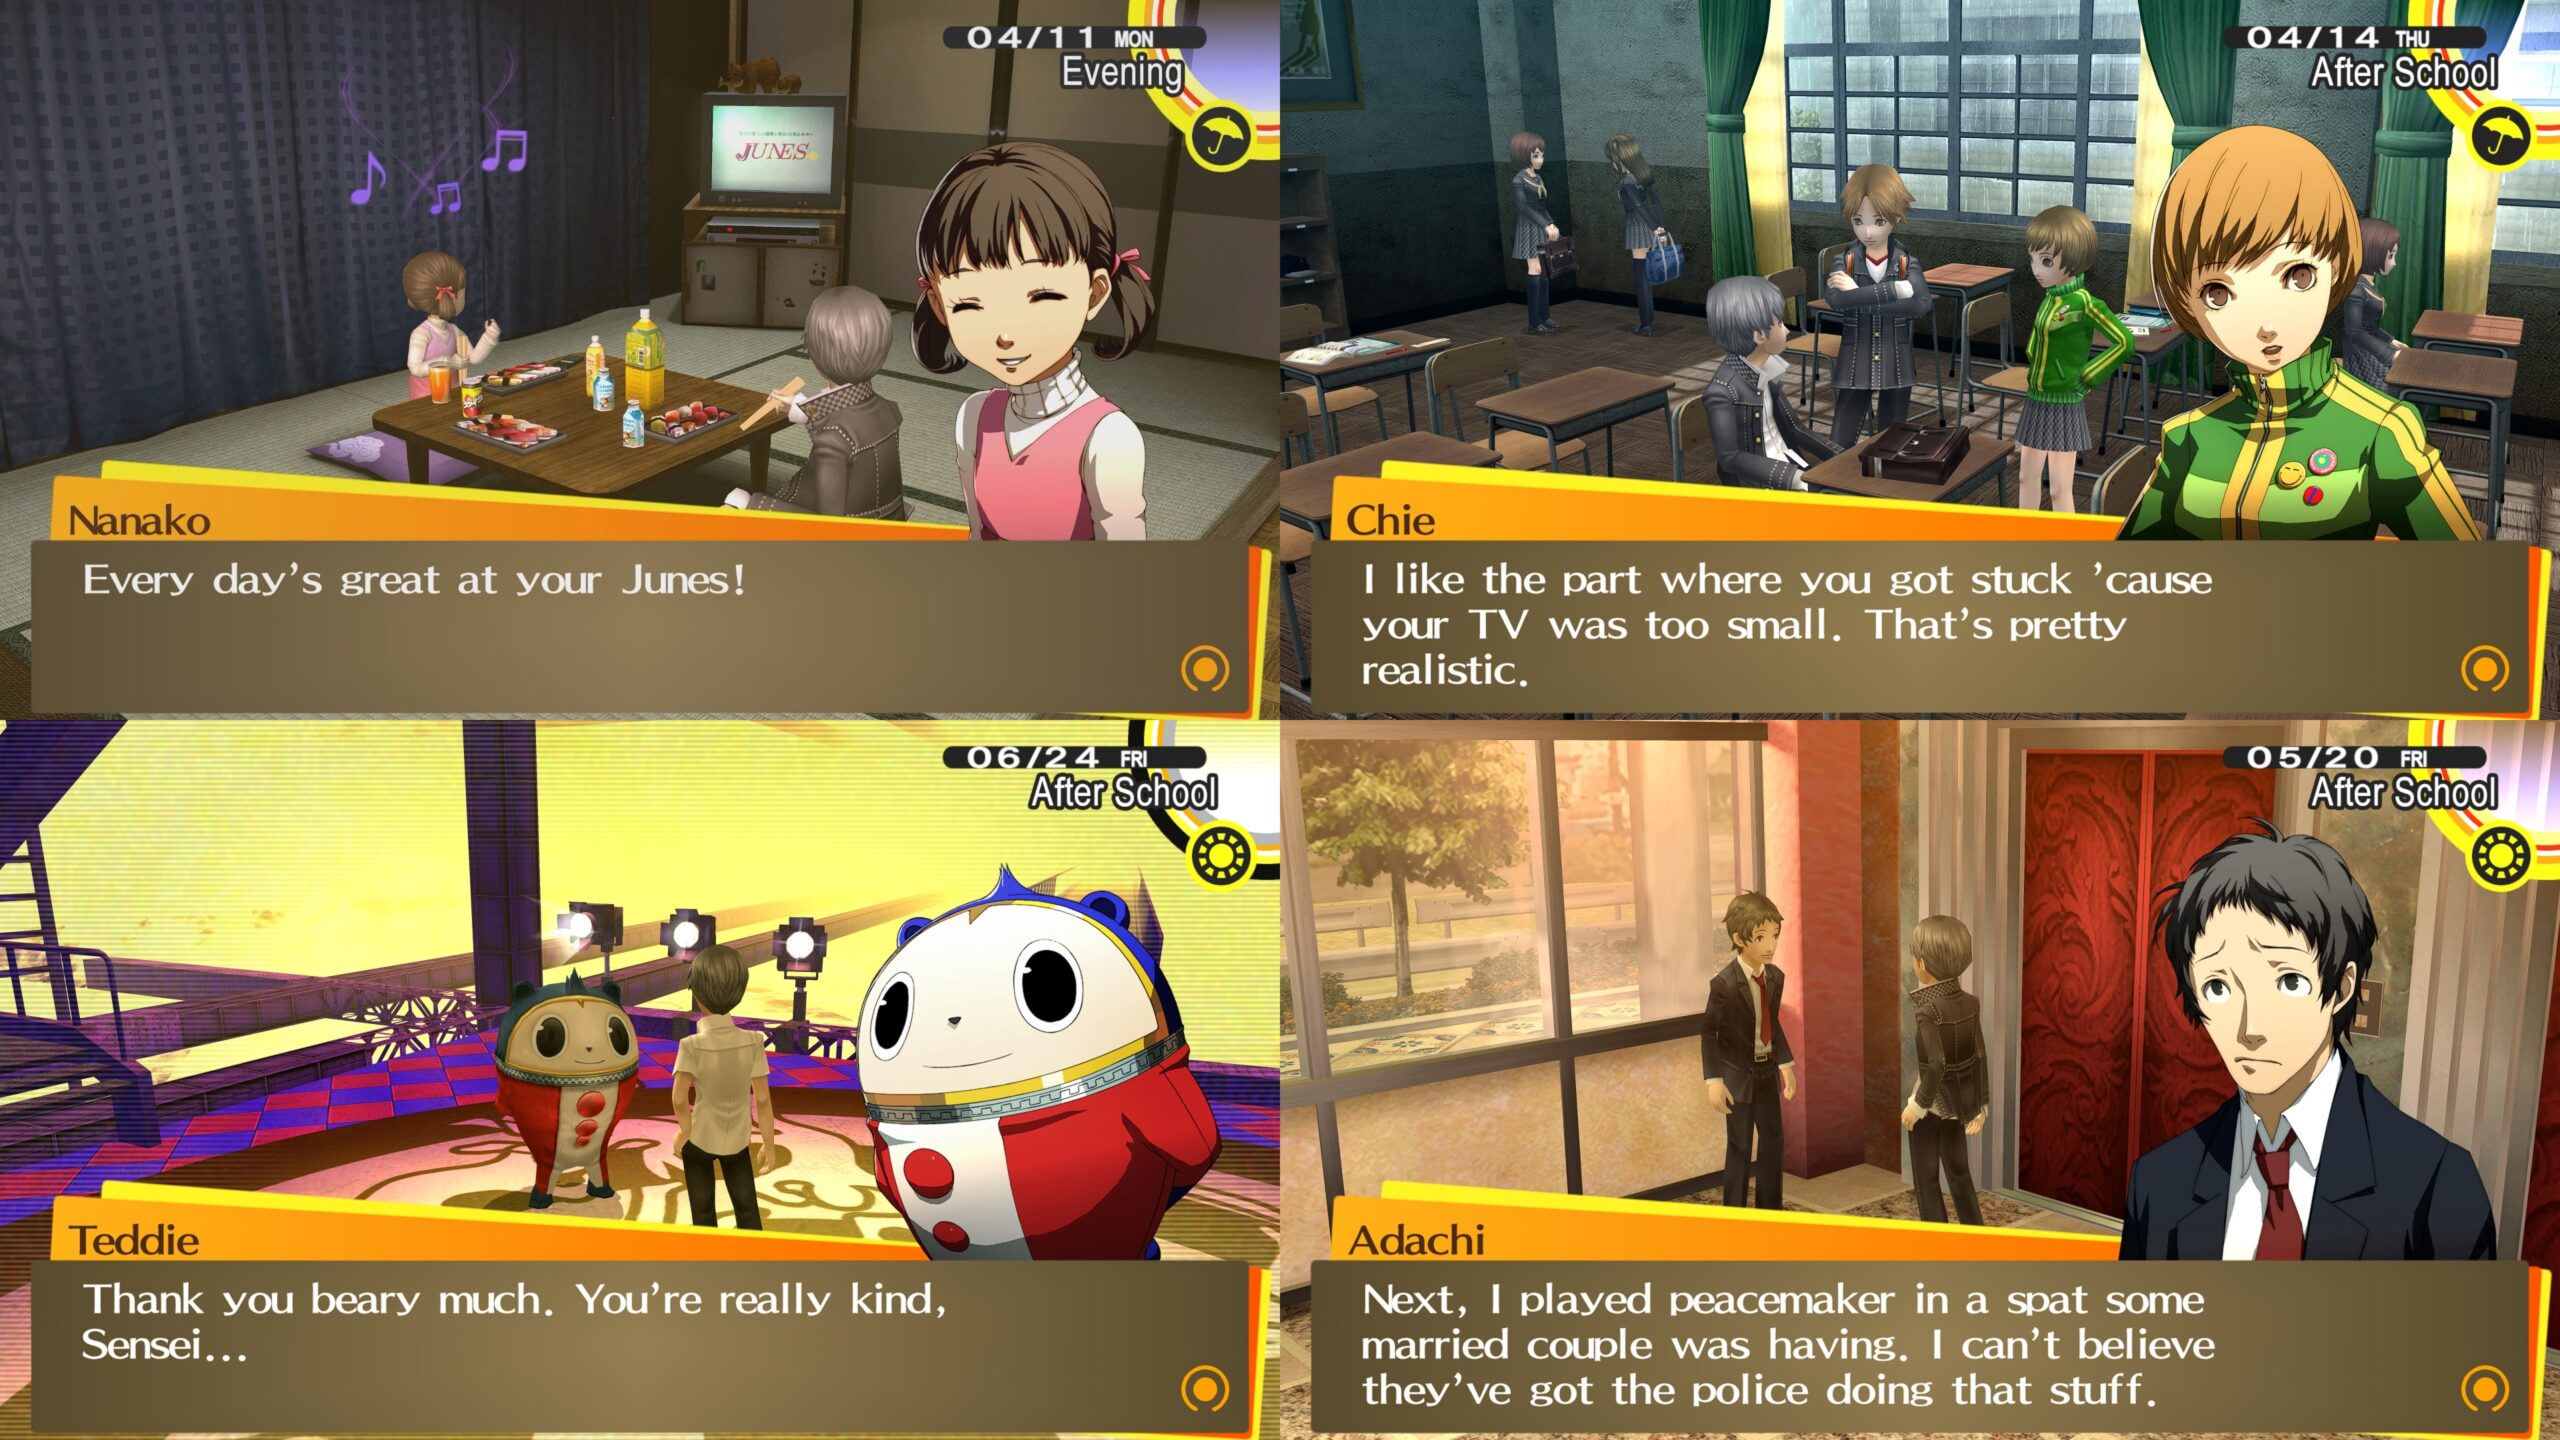 04/11 MON
Evening
JUNES
Nanako
Every day's great at your Junes!
04/14 THU
After School
Chie
I like the part where you got stuck 'cause
your TV was too small. That's pretty
realistic.
06/24 FRI
After School
Teddie
Thank you beary much. You're really kind,
Sensei...
05/20 FRI
After School
Adachi
Next, I played peacemaker in a spat some
married couple was having. I can't believe
they've got the police doing that stuff.